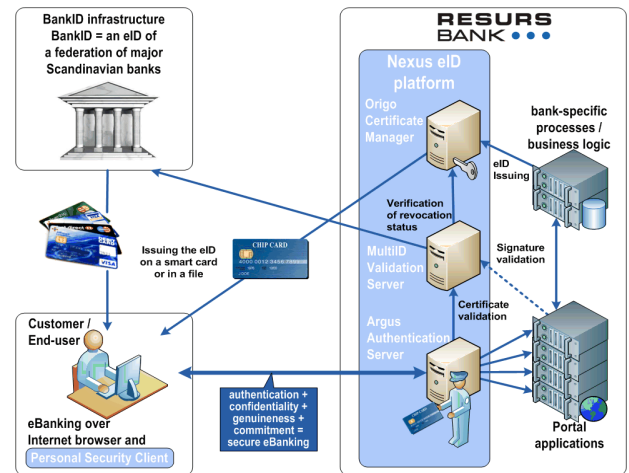 BankID infrastructure
BankID = an eID of
a federation of major
Scandinavian banks
RESURS
BANK
Nexus eID
platform
Origo
Certificate
Manager
bank-specific
processes /
business logic
eID
Issuing
Verification
of revocation
status
Issuing the eID
on a smart card
or in a file
CHIP CARD
MultiID
Validation
Server
Signature
validation
Certificate
validation
Customer /
End-user
Argus
Authentication
Server
authentication +
confidentiality +
genuineness +
commitment =
secure eBanking
eBanking over
Internet browser and
Personal Security Client
Portal
applications
VISA